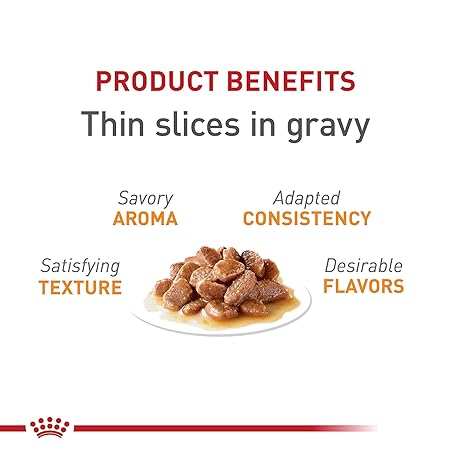 PRODUCT BENEFITS
Thin slices in gravy
Savory
AROMA
Adapted
CONSISTENCY
Satisfying
TEXTURE
Desirable
FLAVORS